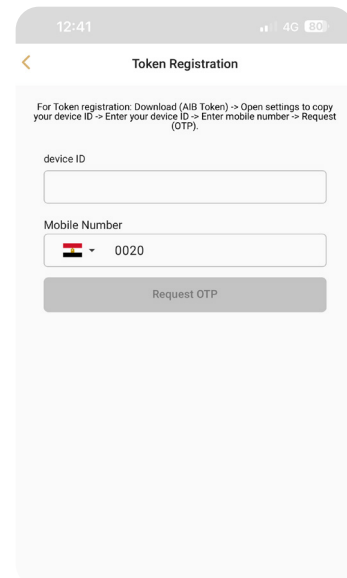 12:41
4G 80
Token Registration
For Token registration: Download (AIB Token) -> Open settings to copy
your device ID -> Enter your device ID -> Enter mobile number -> Request
(OTP).
device ID
Mobile Number
0020
Request OTP